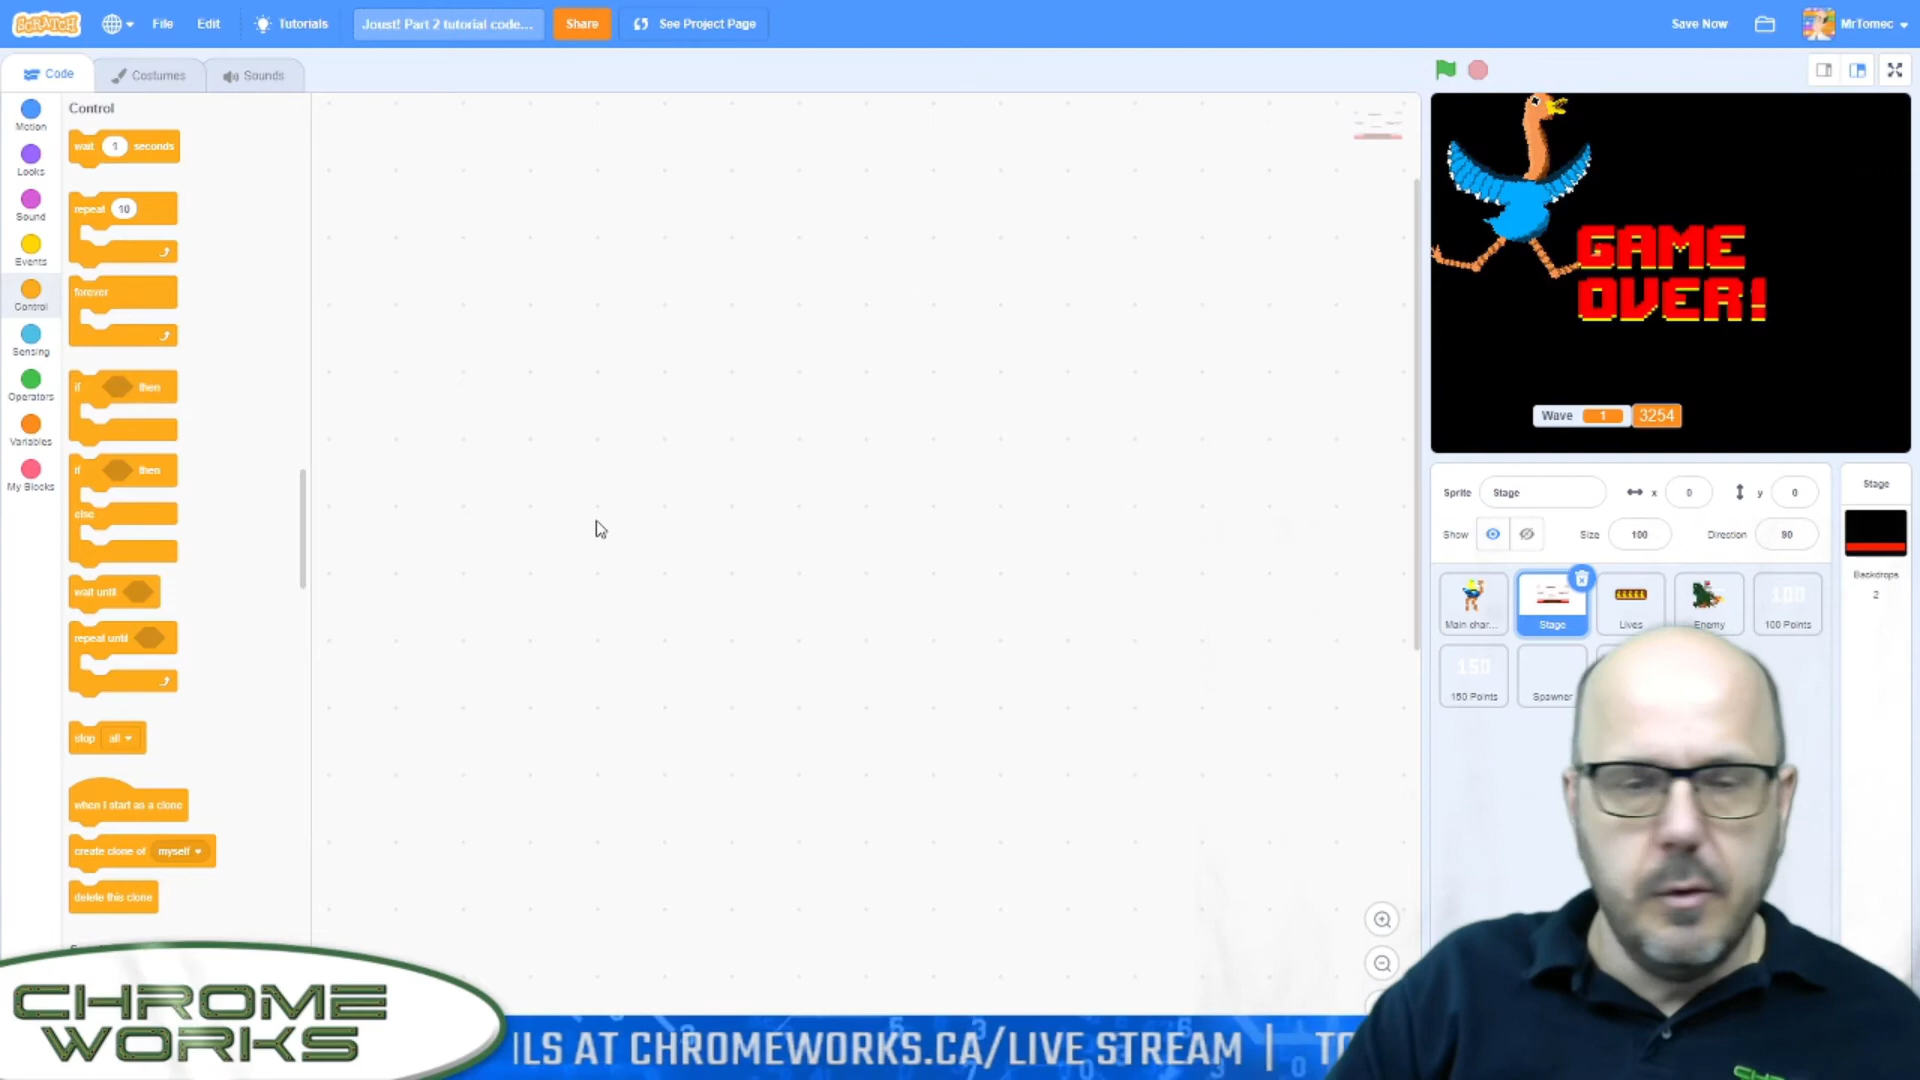 SCRATCH File Edit Tutorials Joust! Part 2 tutorial code... Share See Project Page Save Now MrTomec
Code Costumes Sounds
Motion
Looks
Sound
Events
Control
Sensing
Operators
Variables
My Blocks
Control
wait 1 seconds
repeat 10
forever
if then
if then
else
wait until
repeat until
stop all
when I start as a clone
create clone of myself
delete this clone
GAME
OVER!
Wave 1 3254
Sprite Stage x 0 y 0
Show Size 100 Direction 90
Main char... Stage Lives Enemy 100 100 Points
150 150 Points Spawner
Stage
Backdrops
2
CHROME
WORKS
ILS AT CHROMEWORKS.CA/LIVE STREAM |